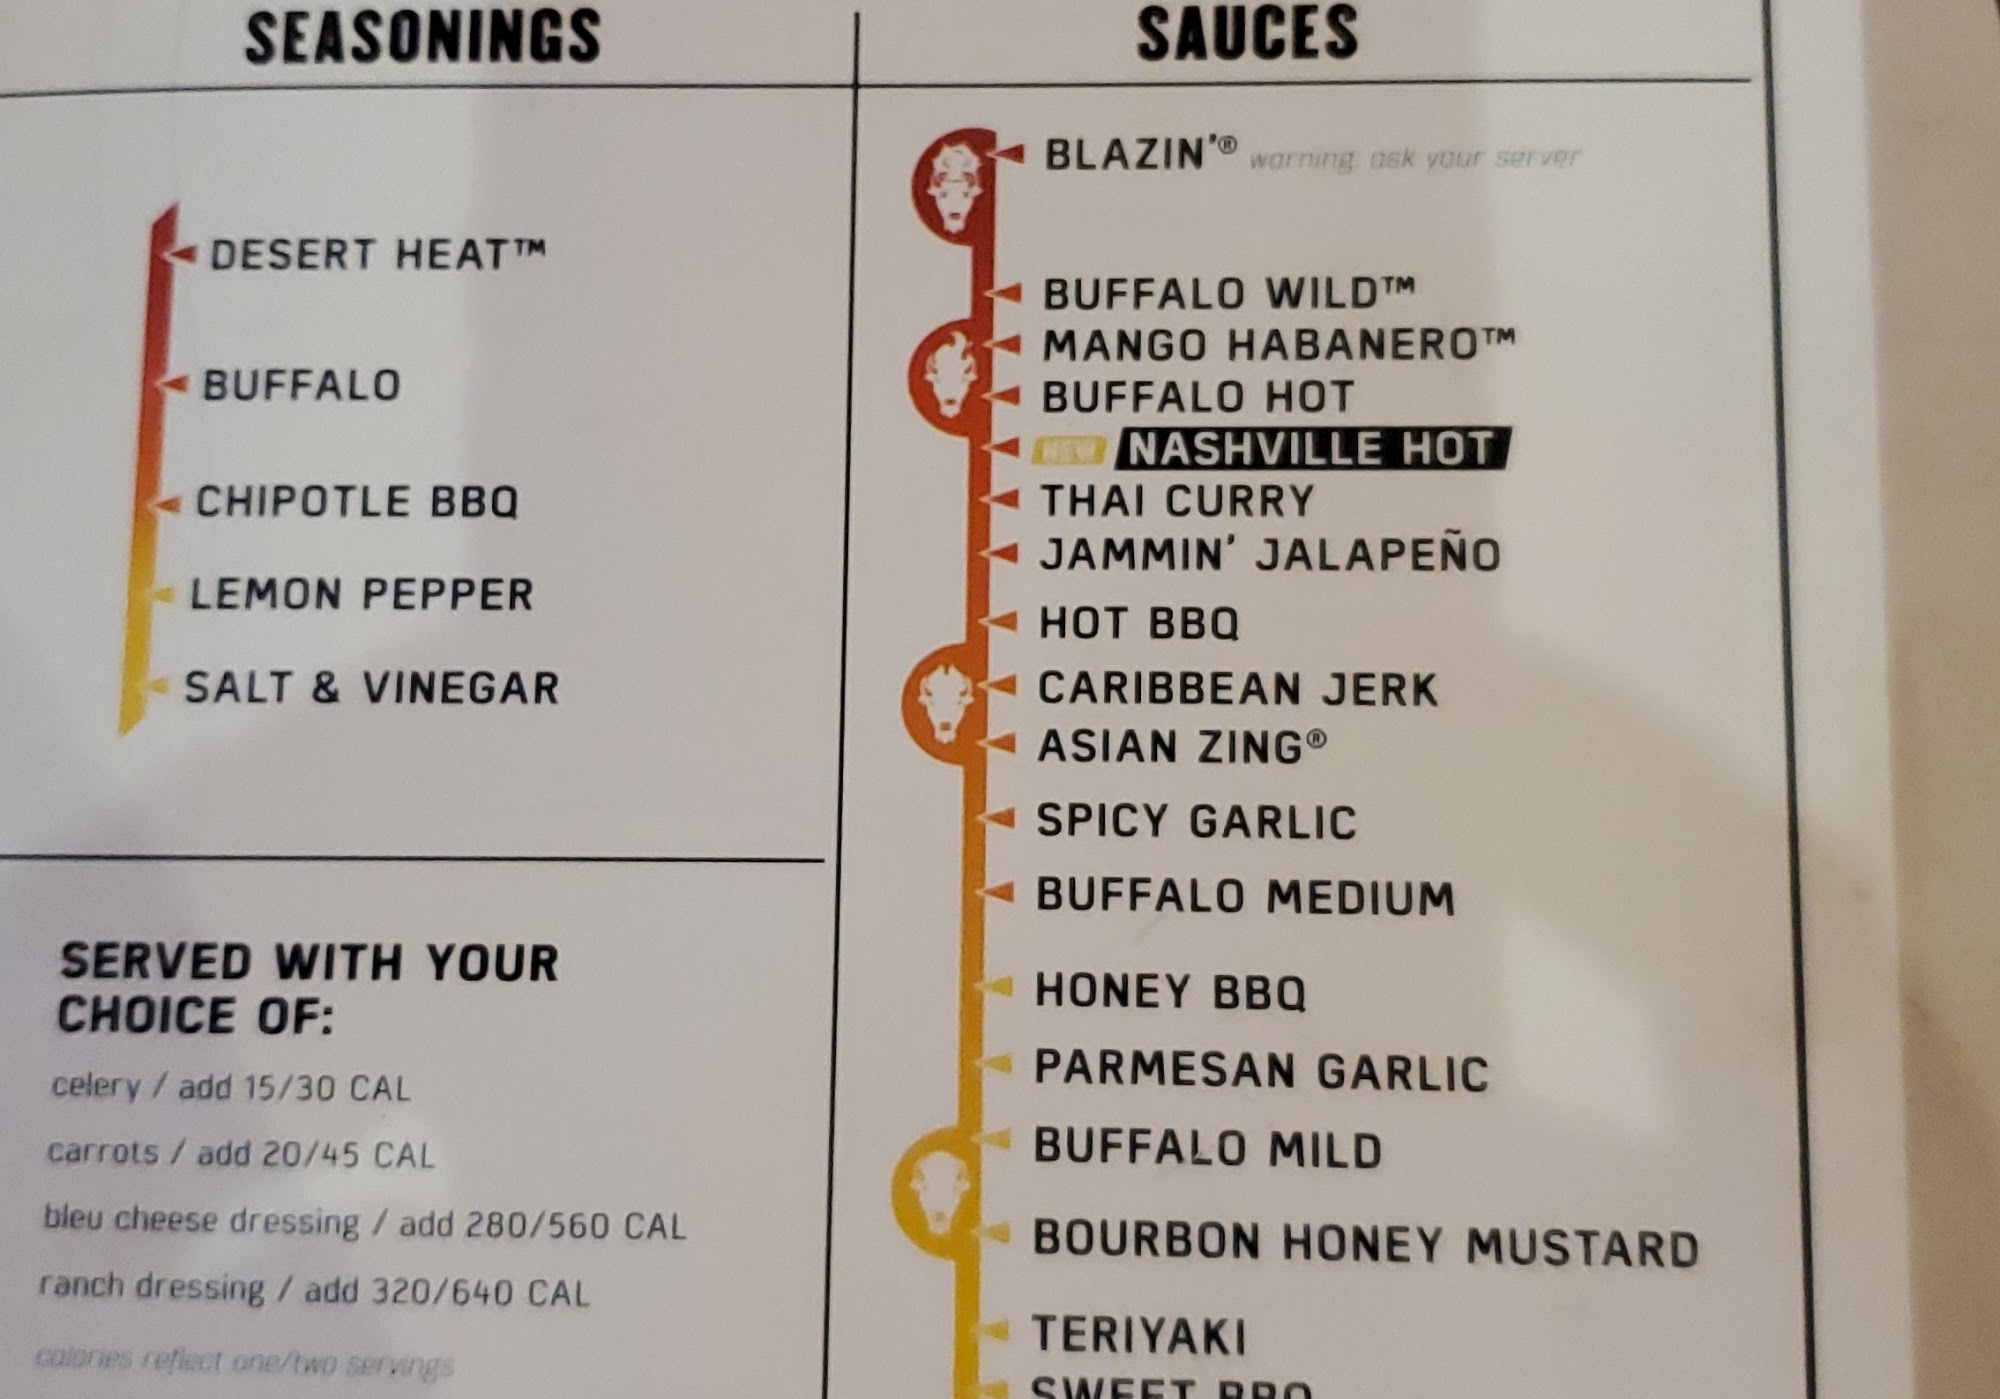 SEASONINGS
DESERT HEAT™
BUFFALO
CHIPOTLE BBQ
LEMON PEPPER
SALT & VINEGAR
SERVED WITH YOUR
CHOICE OF:
celery / add 15/30 CAL
carrots / add 20/45 CAL
bleu cheese dressing / add 280/560 CAL
ranch dressing / add 320/640 CAL
calories reflect one/two servings
SAUCES
BLAZIN'® warning: ask your server
BUFFALO WILD™
MANGO HABANERO™
BUFFALO HOT
NEW NASHVILLE HOT
THAI CURRY
JAMMIN' JALAPEÑO
HOT BBQ
CARIBBEAN JERK
ASIAN ZING®
SPICY GARLIC
BUFFALO MEDIUM
HONEY BBQ
PARMESAN GARLIC
BUFFALO MILD
BOURBON HONEY MUSTARD
TERIYAKI
SWEET BBQ